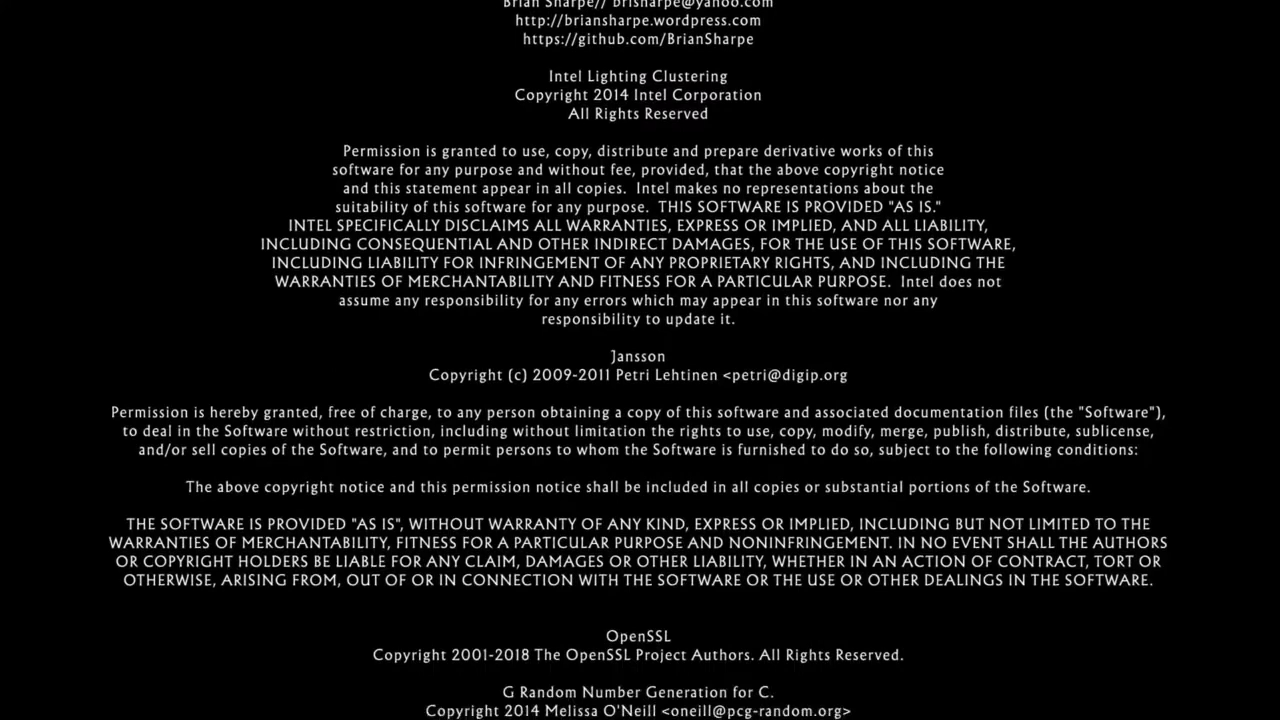 Brian Sharpe// brisharpe@yahoo.com
http://briansharpe.wordpress.com
https://github.com/BrianSharpe
Intel Lighting Clustering
Copyright 2014 Intel Corporation
All Rights Reserved
Permission is granted to use, copy, distribute and prepare derivative works of this
software for any purpose and without fee, provided, that the above copyright notice
and this statement appear in all copies.  Intel makes no representations about the
suitability of this software for any purpose.  THIS SOFTWARE IS PROVIDED "AS IS."
INTEL SPECIFICALLY DISCLAIMS ALL WARRANTIES, EXPRESS OR IMPLIED, AND ALL LIABILITY,
INCLUDING CONSEQUENTIAL AND OTHER INDIRECT DAMAGES, FOR THE USE OF THIS SOFTWARE,
INCLUDING LIABILITY FOR INFRINGEMENT OF ANY PROPRIETARY RIGHTS, AND INCLUDING THE
WARRANTIES OF MERCHANTABILITY AND FITNESS FOR A PARTICULAR PURPOSE.  Intel does not
assume any responsibility for any errors which may appear in this software nor any
responsibility to update it.
Jansson
Copyright (c) 2009-2011 Petri Lehtinen <petri@digip.org
Permission is hereby granted, free of charge, to any person obtaining a copy of this software and associated documentation files (the "Software"),
to deal in the Software without restriction, including without limitation the rights to use, copy, modify, merge, publish, distribute, sublicense,
and/or sell copies of the Software, and to permit persons to whom the Software is furnished to do so, subject to the following conditions:
The above copyright notice and this permission notice shall be included in all copies or substantial portions of the Software.
THE SOFTWARE IS PROVIDED "AS IS", WITHOUT WARRANTY OF ANY KIND, EXPRESS OR IMPLIED, INCLUDING BUT NOT LIMITED TO THE
WARRANTIES OF MERCHANTABILITY, FITNESS FOR A PARTICULAR PURPOSE AND NONINFRINGEMENT. IN NO EVENT SHALL THE AUTHORS
OR COPYRIGHT HOLDERS BE LIABLE FOR ANY CLAIM, DAMAGES OR OTHER LIABILITY, WHETHER IN AN ACTION OF CONTRACT, TORT OR
OTHERWISE, ARISING FROM, OUT OF OR IN CONNECTION WITH THE SOFTWARE OR THE USE OR OTHER DEALINGS IN THE SOFTWARE.
OpenSSL
Copyright 2001-2018 The OpenSSL Project Authors. All Rights Reserved.
G Random Number Generation for C.
Copyright 2014 Melissa O'Neill <oneill@pcg-random.org>